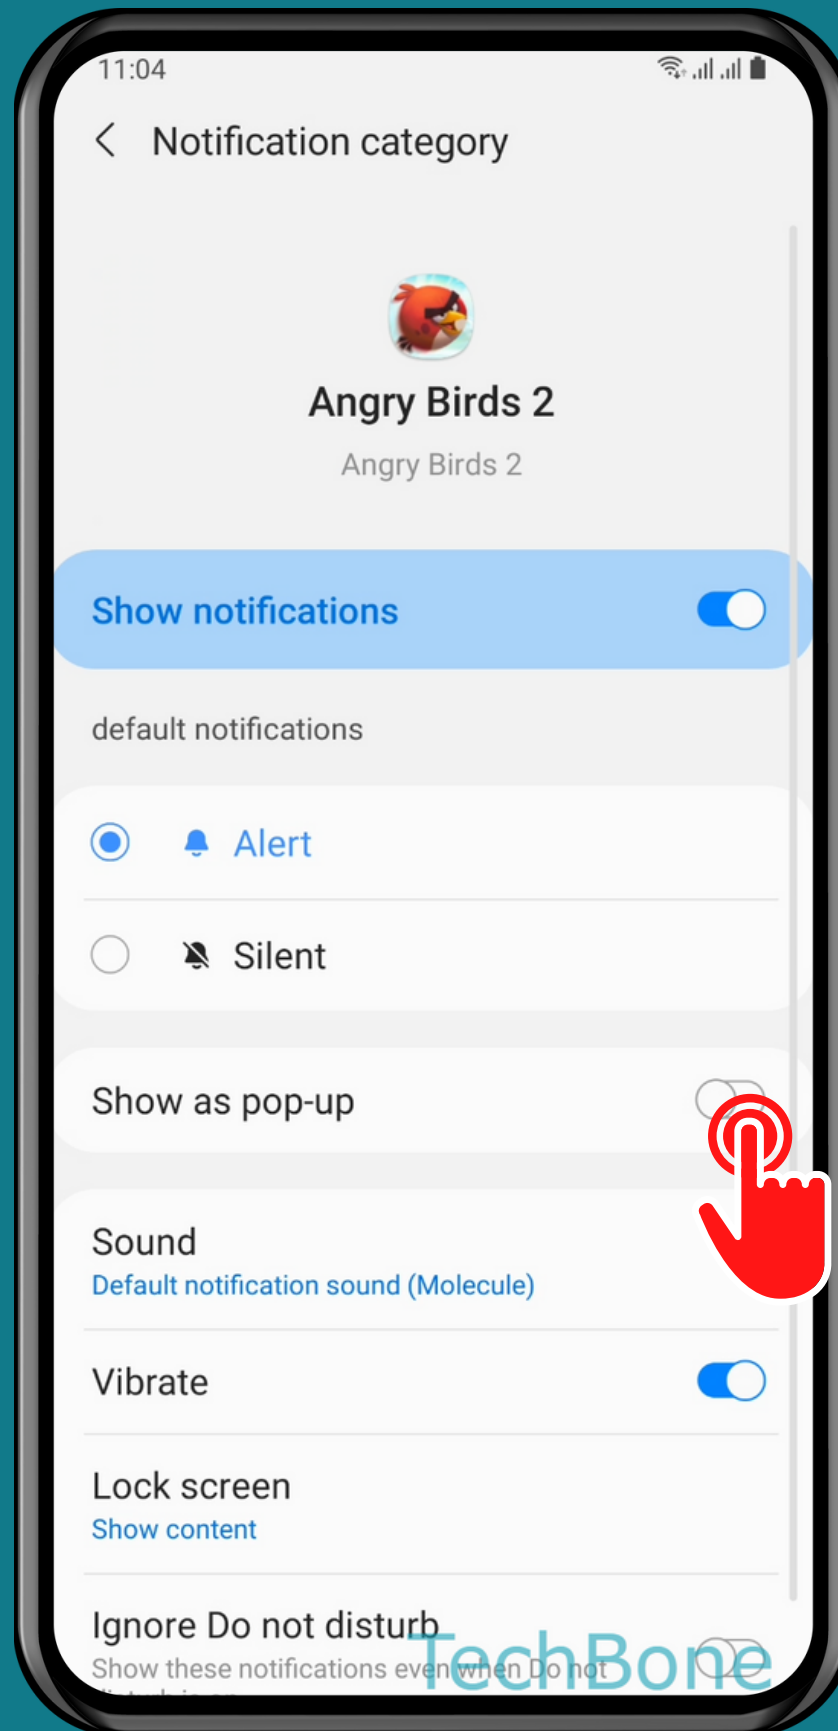 11:04
Notification category
Angry Birds 2
Angry Birds 2
Show notifications
default notifications
Alert
Silent
Show as pop-up
Sound
Default notification sound (Molecule)
Vibrate
Lock screen
Show content
Ignore Do not disturb
Show these notifications even when Do not
TechBone